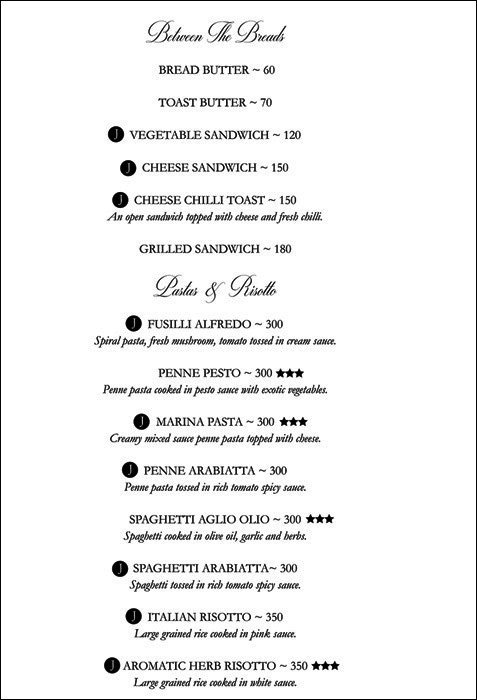 Between The Breads
BREAD BUTTER ~ 60
TOAST BUTTER ~ 70
J VEGETABLE SANDWICH ~ 120
J CHEESE SANDWICH ~ 150
J CHEESE CHILLI TOAST ~ 150
An open sandwich topped with cheese and fresh chilli.
GRILLED SANDWICH ~ 180
Pastas & Risotto
J FUSILLI ALFREDO ~ 300
Spiral pasta, fresh mushroom, tomato tossed in cream sauce.
PENNE PESTO ~ 300 ★★★
Penne pasta cooked in pesto sauce with exotic vegetables.
J MARINA PASTA ~ 300 ★★★
Creamy mixed sauce penne pasta topped with cheese.
J PENNE ARABIATTA ~ 300
Penne pasta tossed in rich tomato spicy sauce.
SPAGHETTI AGLIO OLIO ~ 300 ★★★
Spaghetti cooked in olive oil, garlic and herbs.
J SPAGHETTI ARABIATTA~ 300
Spaghetti tossed in rich tomato spicy sauce.
J ITALIAN RISOTTO ~ 350
Large grained rice cooked in pink sauce.
J AROMATIC HERB RISOTTO ~ 350 ★★★
Large grained rice cooked in white sauce.